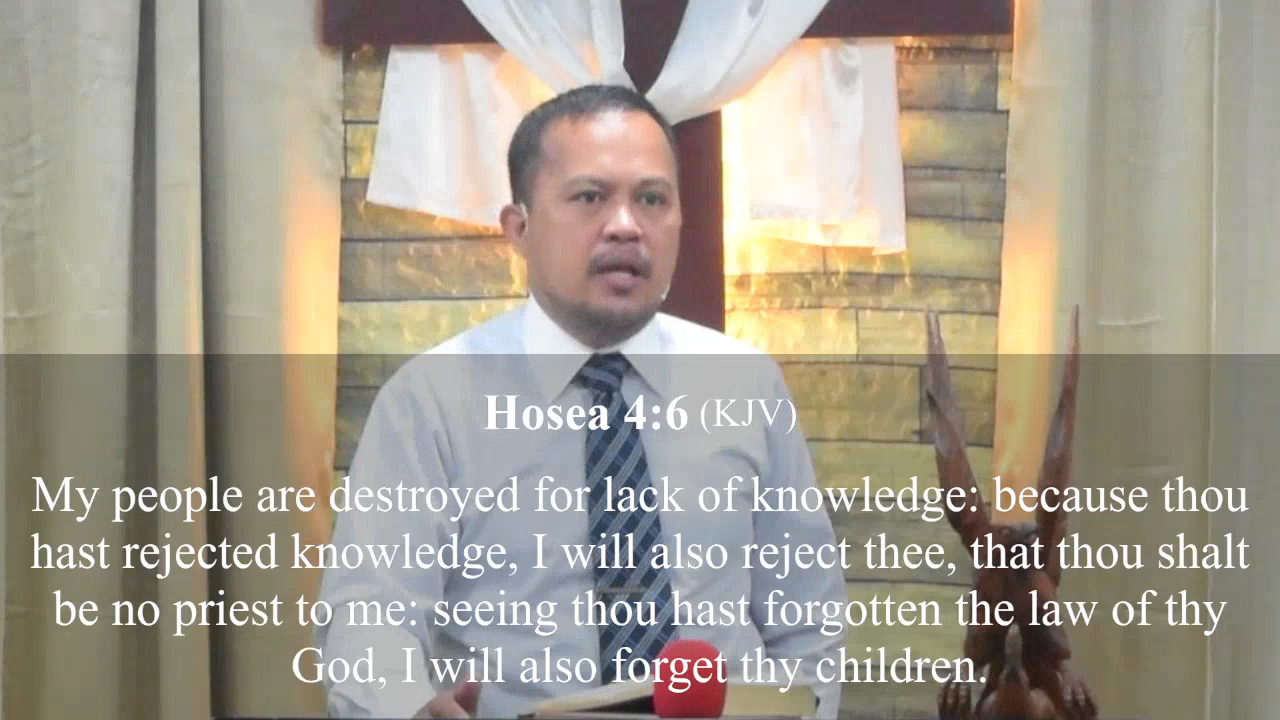 Hosea 4:6 (KJV)
My people are destroyed for lack of knowledge: because thou
hast rejected knowledge, I will also reject thee, that thou shalt
be no priest to me: seeing thou hast forgotten the law of thy
God, I will also forget thy children.